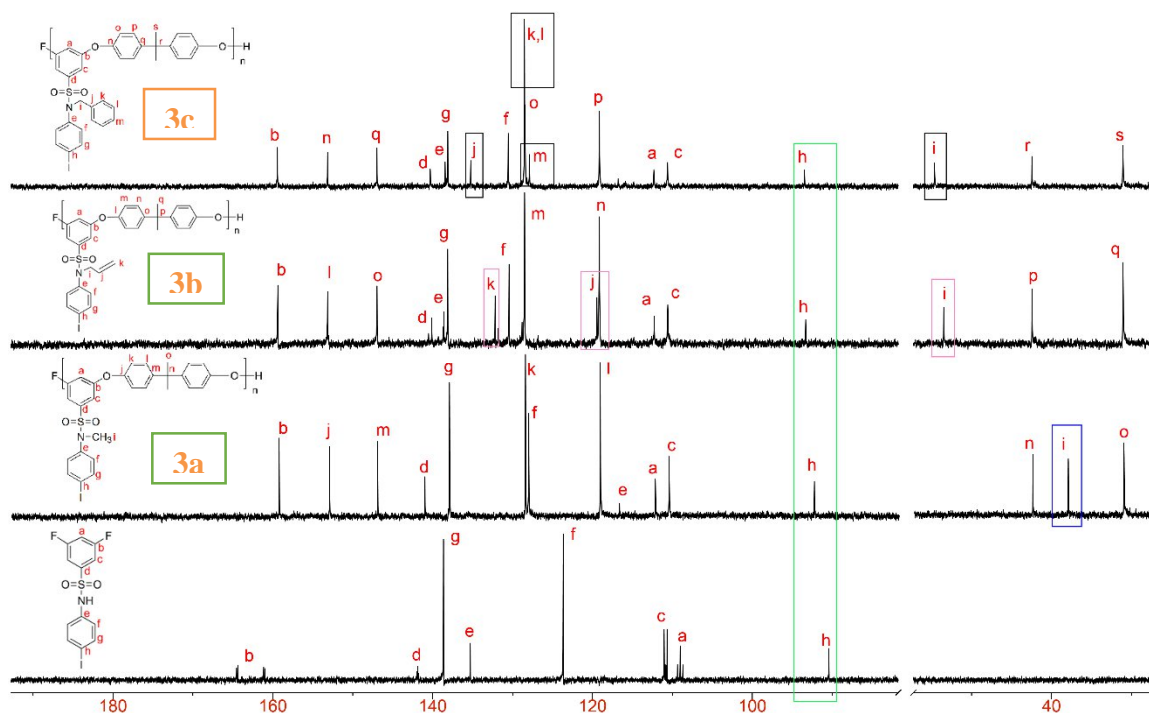 F a O o p s H
b n q r O n
c
d
O=S=O k
N i j l
e f m
g
h
I
3c
b n q d e g j f k,l o m p a c h i r s
F a O m n q H
b l o p O n
c
d
O=S=O
N i j k
e f
g
h
I
3b
b l o d e g k f m j n a c h i p q
F a O k l o H
b j m n O n
c
d
O=S=O
N CH3 i
e f
g
h
I
3a
b j m d g k f e l a c h n i o
F a F
b
c
d
O=S=O
NH
e f
g
h
I
b d g e f c a h
180 160 140 120 100 40